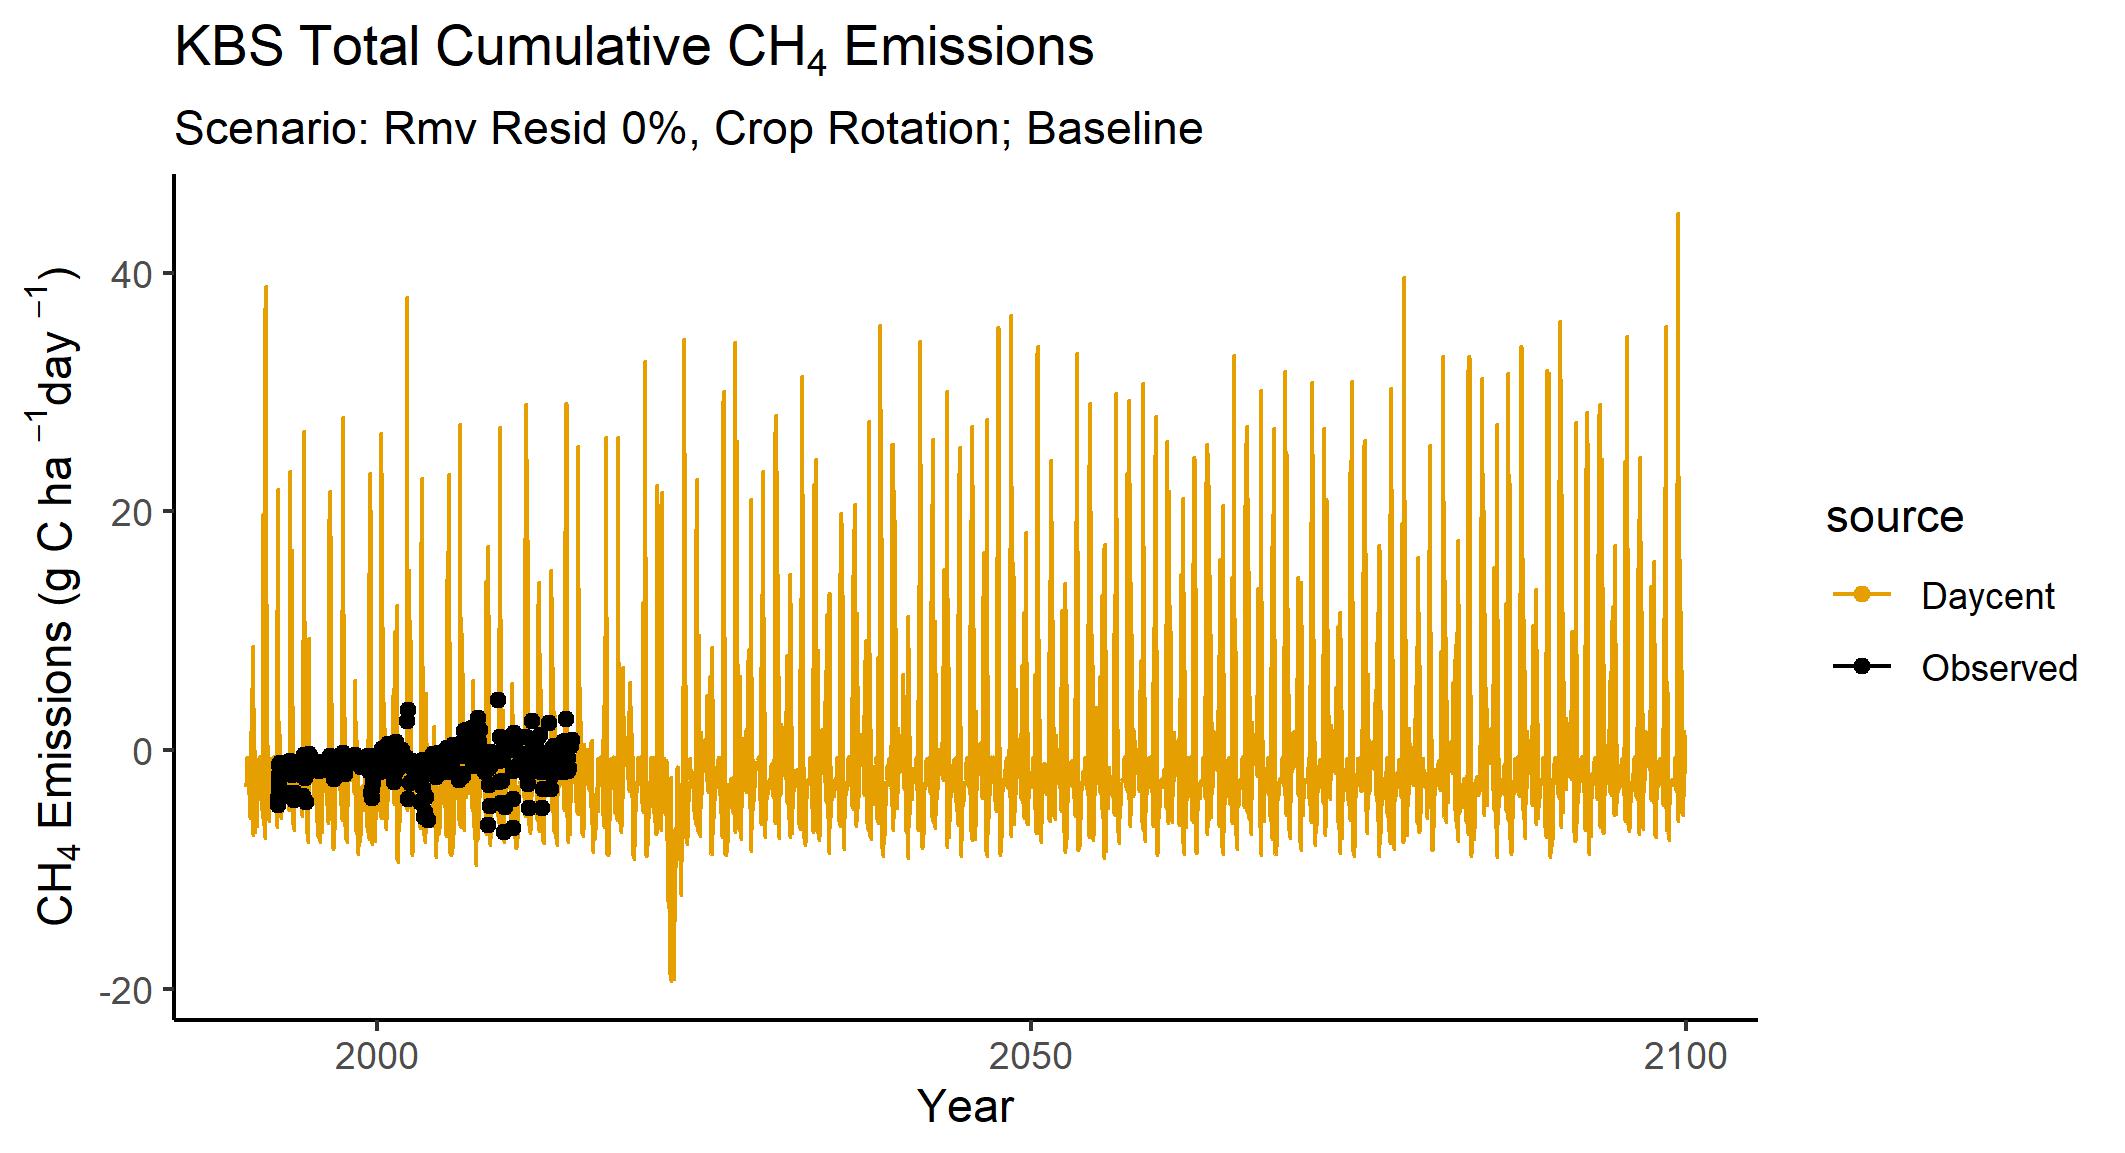 KBS Total Cumulative CH₄ Emissions
Scenario: Rmv Resid 0%, Crop Rotation; Baseline
CH₄ Emissions (g C ha ⁻¹day ⁻¹)
40
20
0
-20
2000
2050
2100
Year
source
Daycent
Observed